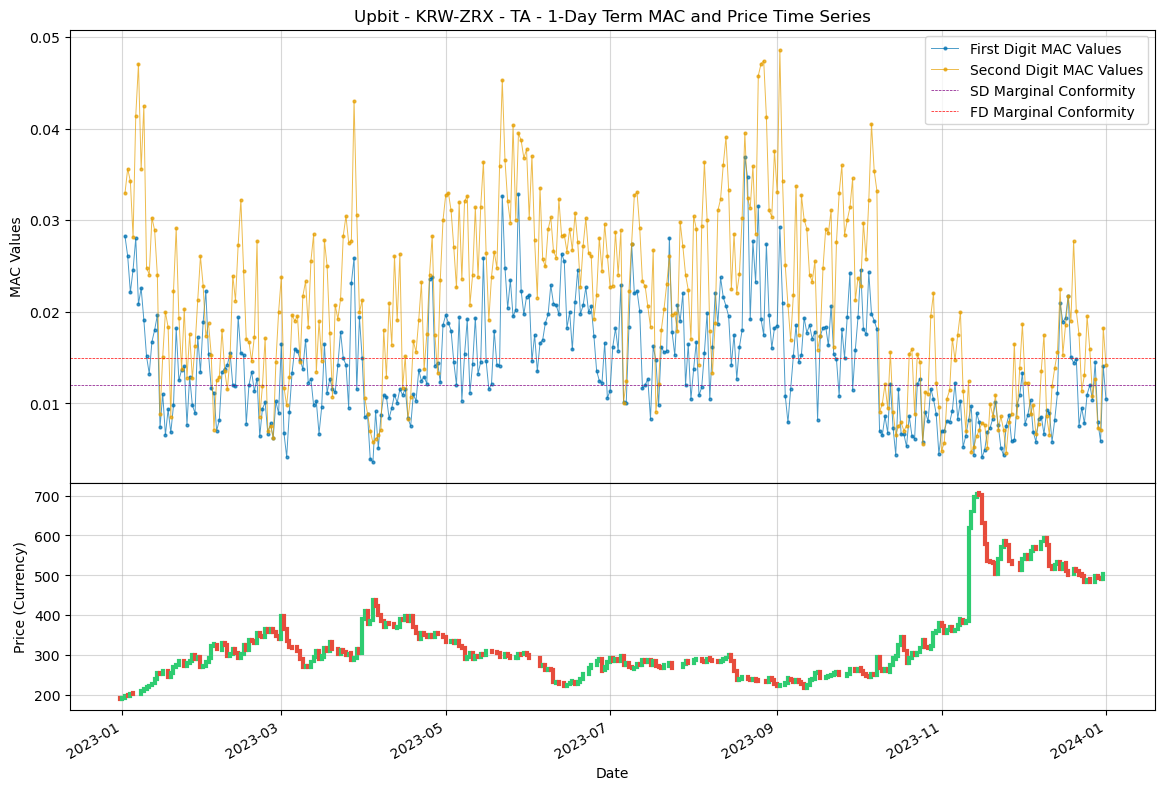 Upbit - KRW-ZRX - TA - 1-Day Term MAC and Price Time Series
First Digit MAC Values
Second Digit MAC Values
SD Marginal Conformity
FD Marginal Conformity
MAC Values
0.05
0.04
0.03
0.02
0.01
Price (Currency)
700
600
500
400
300
200
2023-01
2023-03
2023-05
2023-07
2023-09
2023-11
2024-01
Date